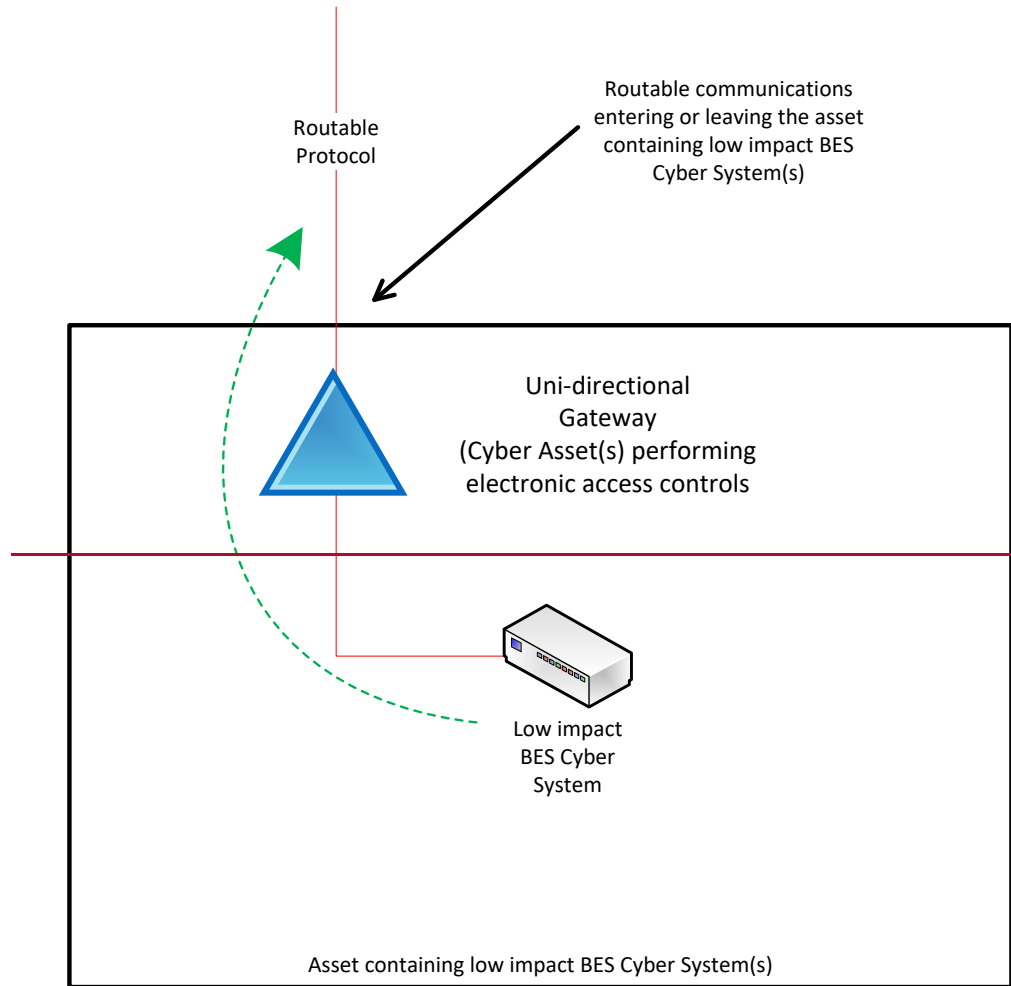 Routable communications
entering or leaving the asset
containing low impact BES
Cyber System(s)
Routable
Protocol
Uni-directional
Gateway
(Cyber Asset(s) performing
electronic access controls
Low impact
BES Cyber
System
Asset containing low impact BES Cyber System(s)